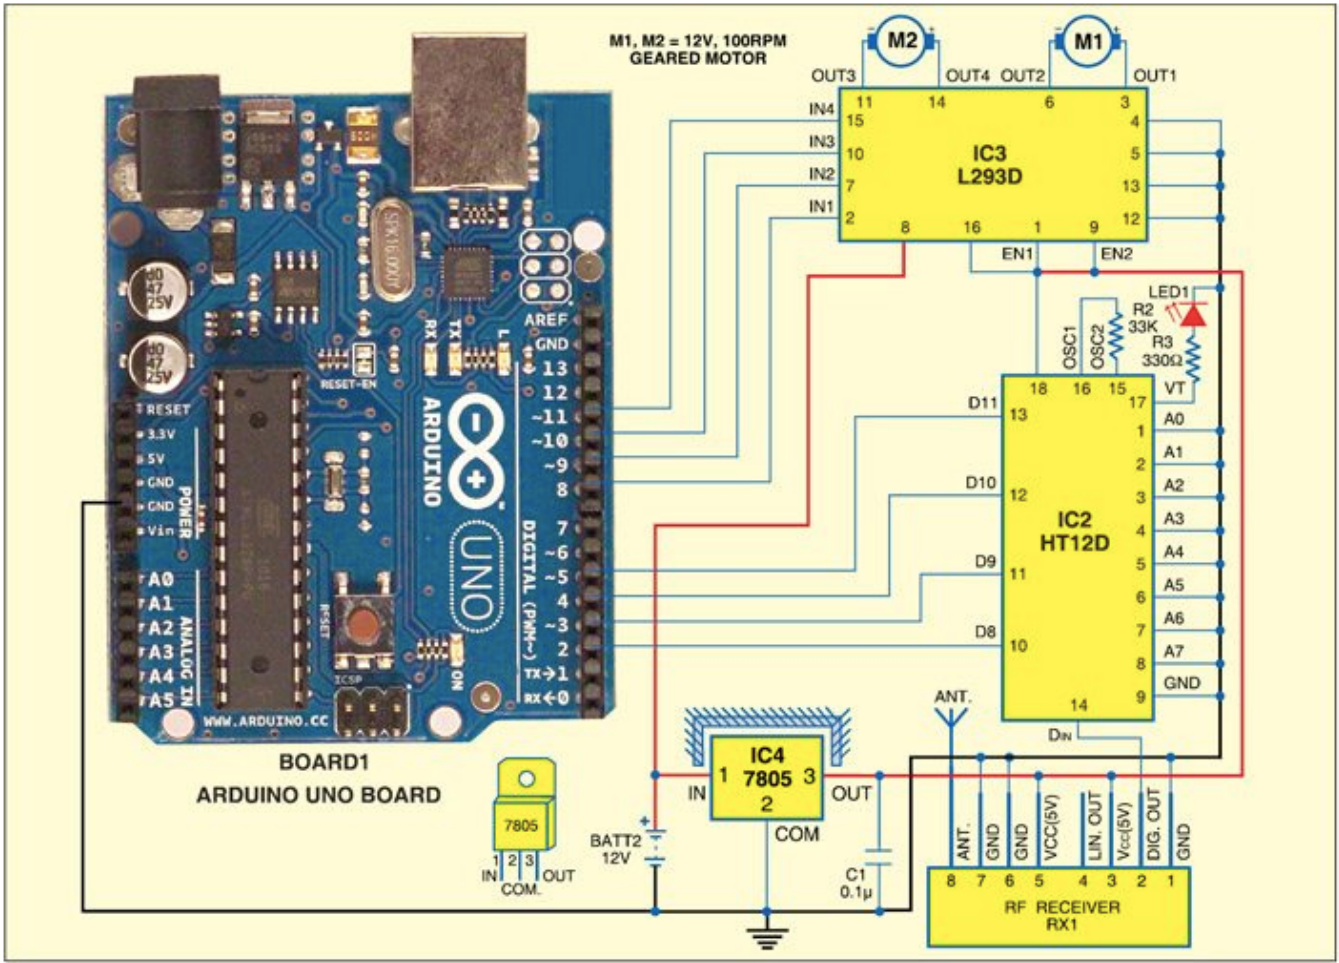 M1, M2 = 12V, 100RPM
GEARED MOTOR
M2
M1
- +
- +
OUT3
OUT4
OUT2
OUT1
11
14
6
3
IN4
15
IN3
10
IN2
7
IN1
2
IC3
L293D
4
5
13
12
8
16
1
9
EN1
EN2
LED1
R2
33K
R3
330Ω
OSC1
OSC2
VT
18
16
15
17
D11
13
D10
12
D9
11
D8
10
IC2
HT12D
1
A0
2
A1
3
A2
4
A3
5
A4
6
A5
7
A6
8
A7
9
GND
14
DIN
SPK16.000Y
47
25V
47
25V
RESET-EN
RX
TX
L
AREF
GND
13
12
~11
~10
~9
8
7
~6
~5
4
~3
2
TX→1
RX←0
DIGITAL (PWM~)
ARDUINO
UNO
RESET
3.3V
5V
GND
GND
Vin
POWER
A0
A1
A2
A3
A4
A5
ANALOG IN
RESET
ICSP
ON
WWW.ARDUINO.CC
BOARD1
ARDUINO UNO BOARD
7805
1 2 3
IN
COM.
OUT
BATT2
12V
+
-
IC4
7805
1
2
3
IN
OUT
COM
C1
0.1µ
ANT.
ANT.
GND
GND
VCC(5V)
LIN. OUT
Vcc(5V)
DIG. OUT
GND
8 7 6 5 4 3 2 1
RF RECEIVER
RX1